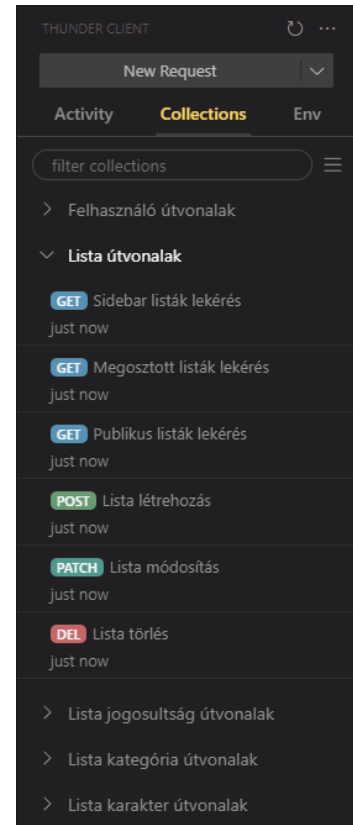 THUNDER CLIENT
New Request
Activity Collections Env
filter collections
Felhasználó útvonalak
Lista útvonalak
GET Sidebar listák lekérés
just now
GET Megosztott listák lekérés
just now
GET Publikus listák lekérés
just now
POST Lista létrehozás
just now
PATCH Lista módosítás
just now
DEL Lista törlés
just now
Lista jogosultság útvonalak
Lista kategória útvonalak
Lista karakter útvonalak